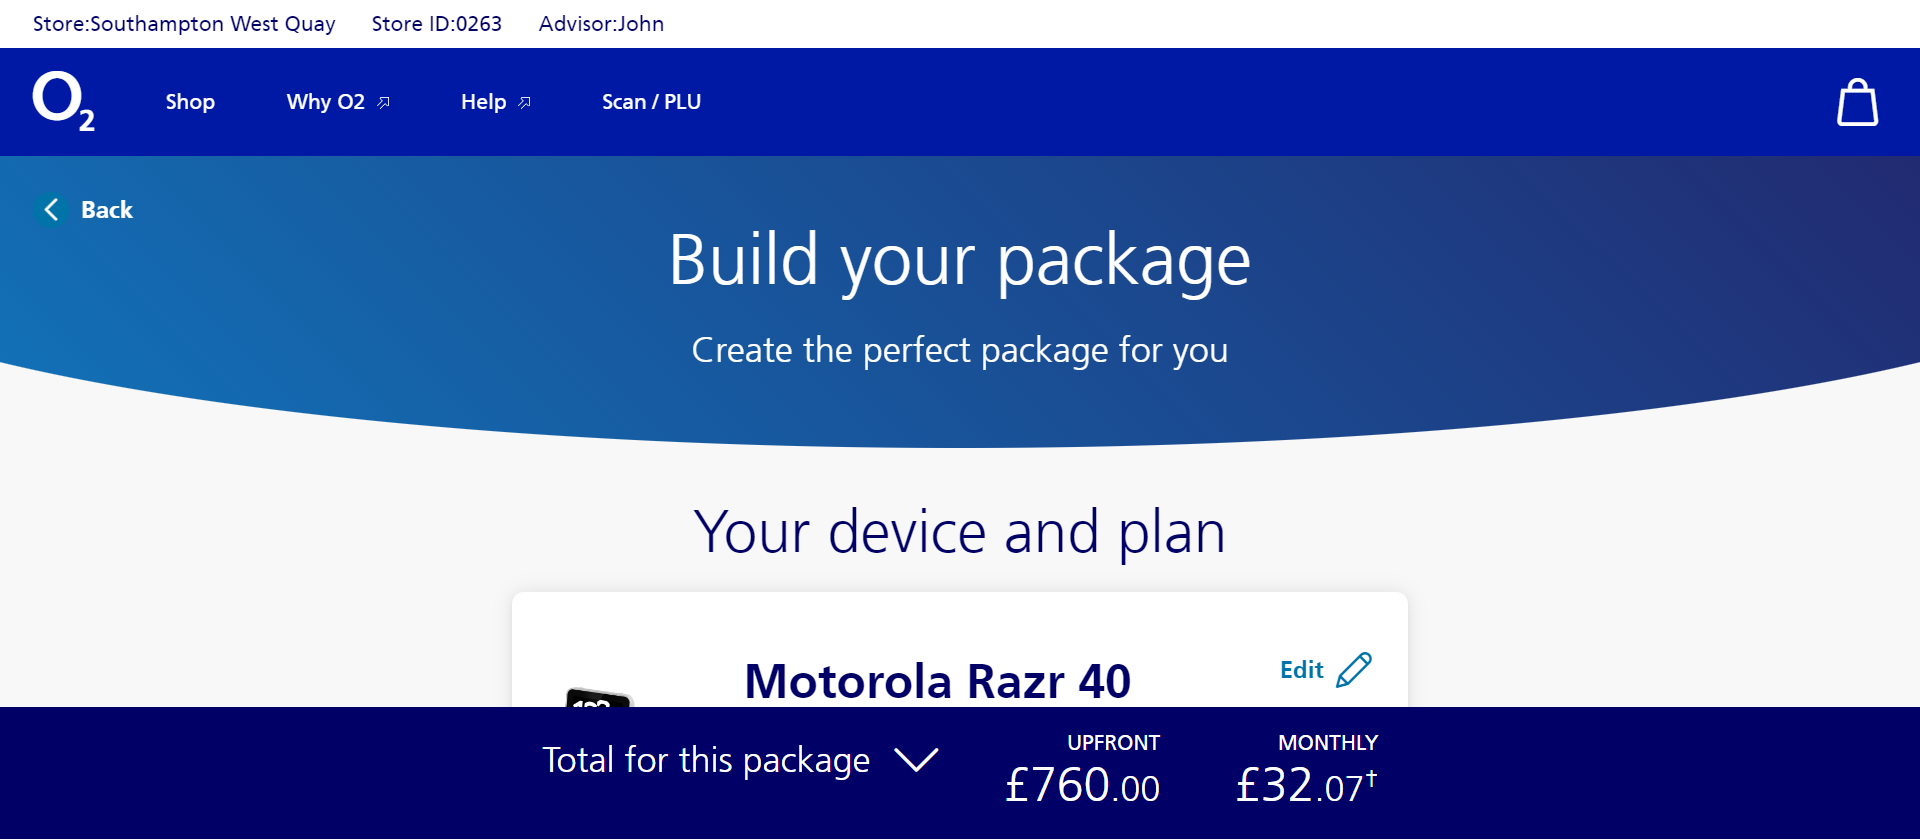 Store:Southampton West Quay Store ID:0263 Advisor:John
O2 Shop Why O2 Help Scan / PLU
Back
Build your package
Create the perfect package for you
Your device and plan
Motorola Razr 40
Edit
Total for this package
UPFRONT
£760.00
MONTHLY
£32.07†